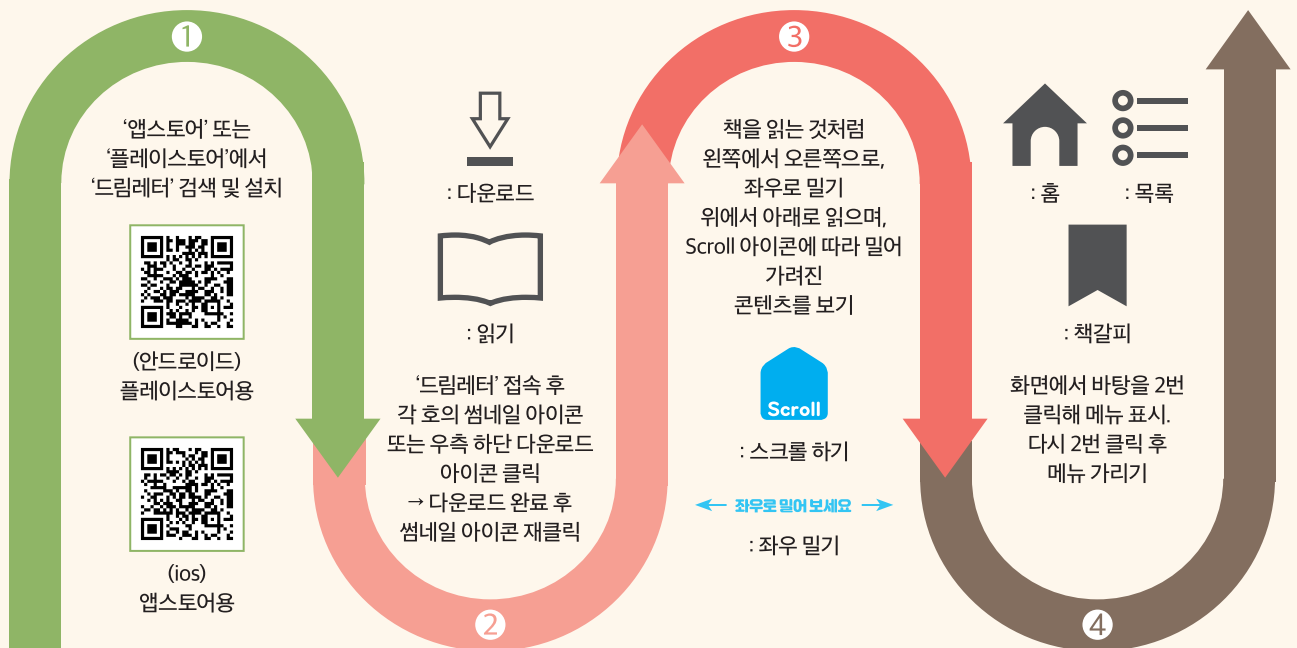 1
‘앱스토어’ 또는
‘플레이스토어’에서
‘드림레터’ 검색 및 설치
(안드로이드)
플레이스토어용
(ios)
앱스토어용
: 다운로드
: 읽기
‘드림레터’ 접속 후
각 호의 썸네일 아이콘
또는 우측 하단 다운로드
아이콘 클릭
→ 다운로드 완료 후
썸네일 아이콘 재클릭
2
3
책을 읽는 것처럼
왼쪽에서 오른쪽으로,
좌우로 밀기
위에서 아래로 읽으며,
Scroll 아이콘에 따라 밀어
가려진
콘텐츠를 보기
Scroll
: 스크롤 하기
좌우로 밀어 보세요
: 좌우 밀기
: 홈
: 목록
: 책갈피
화면에서 바탕을 2번
클릭해 메뉴 표시.
다시 2번 클릭 후
메뉴 가리기
4